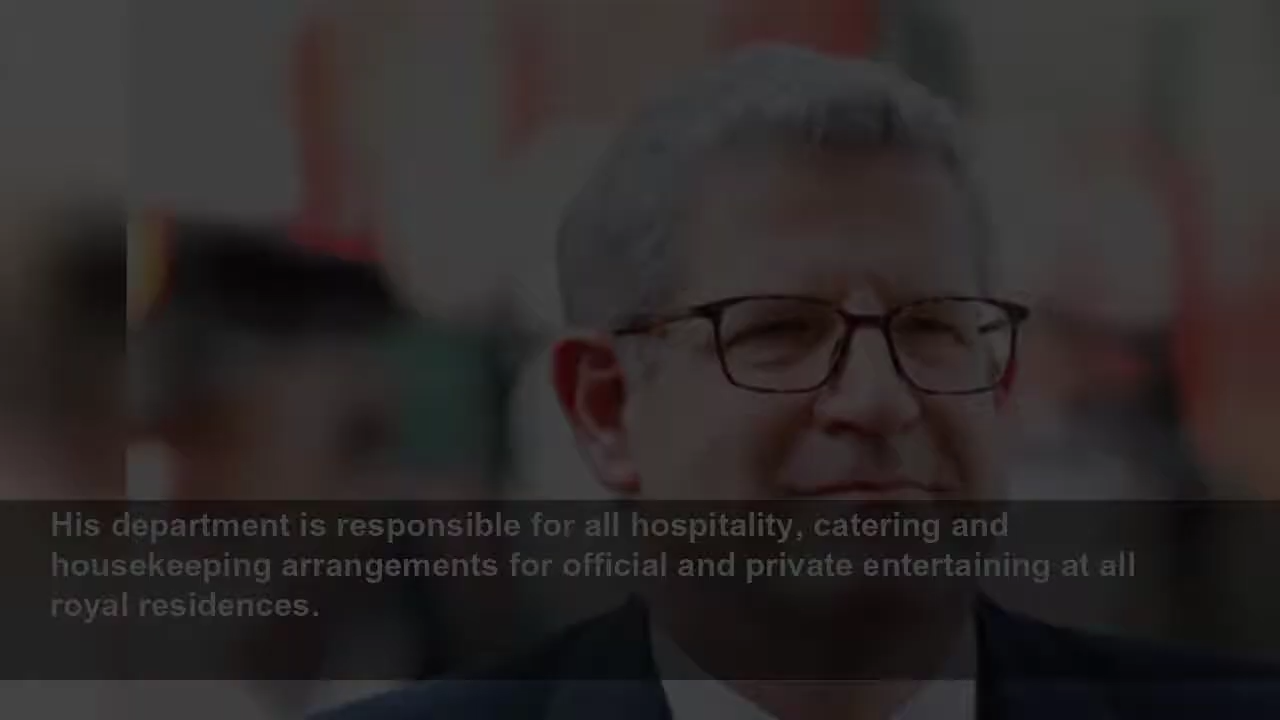 His department is responsible for all hospitality, catering and
housekeeping arrangements for official and private entertaining at all
royal residences.